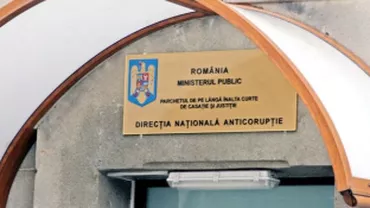 ROMÂNIA
MINISTERUL PUBLIC
PARCHETUL DE PE LÂNGĂ ÎNALTA CURTE
DE CASAȚIE ȘI JUSTIȚIE
DIRECȚIA NAȚIONALĂ ANTICORUPȚIE